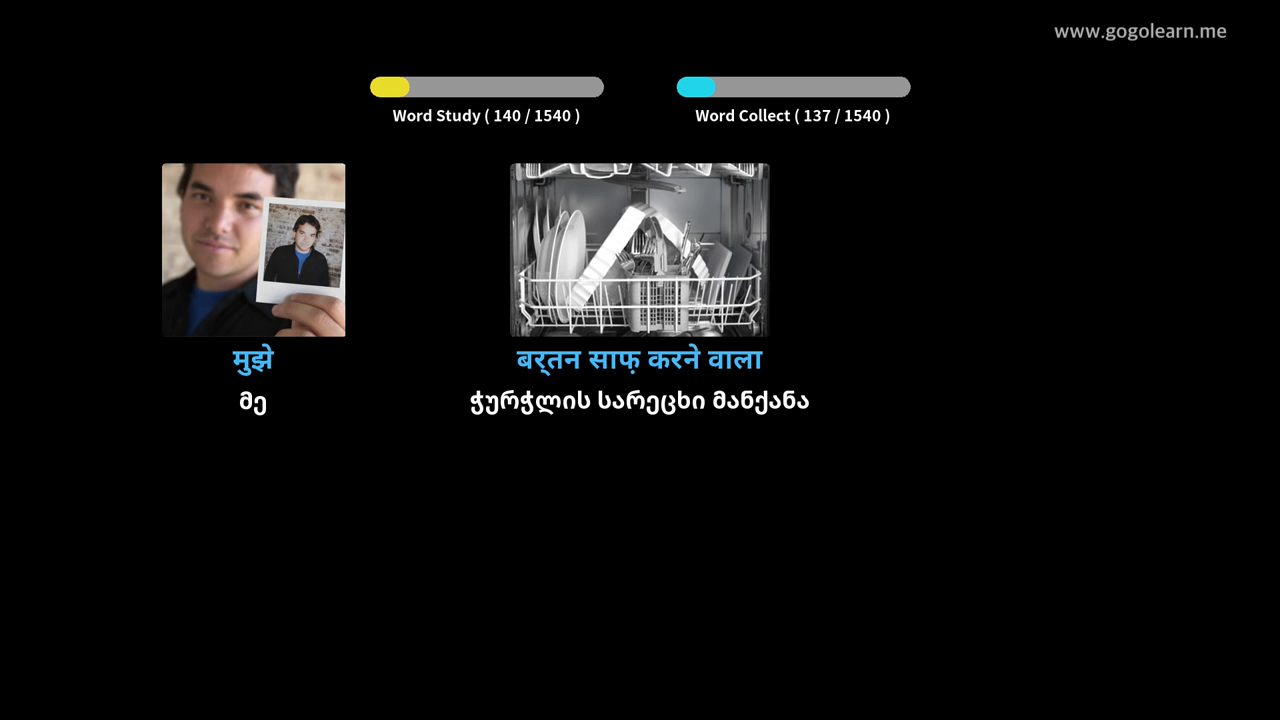 www.gogolearn.me
Word Study ( 140 / 1540 )
Word Collect ( 137 / 1540 )
मुझे
მე
बर्‌तन साफ़ करने वाला
ჭურჭლის სარეცხი მანქანა